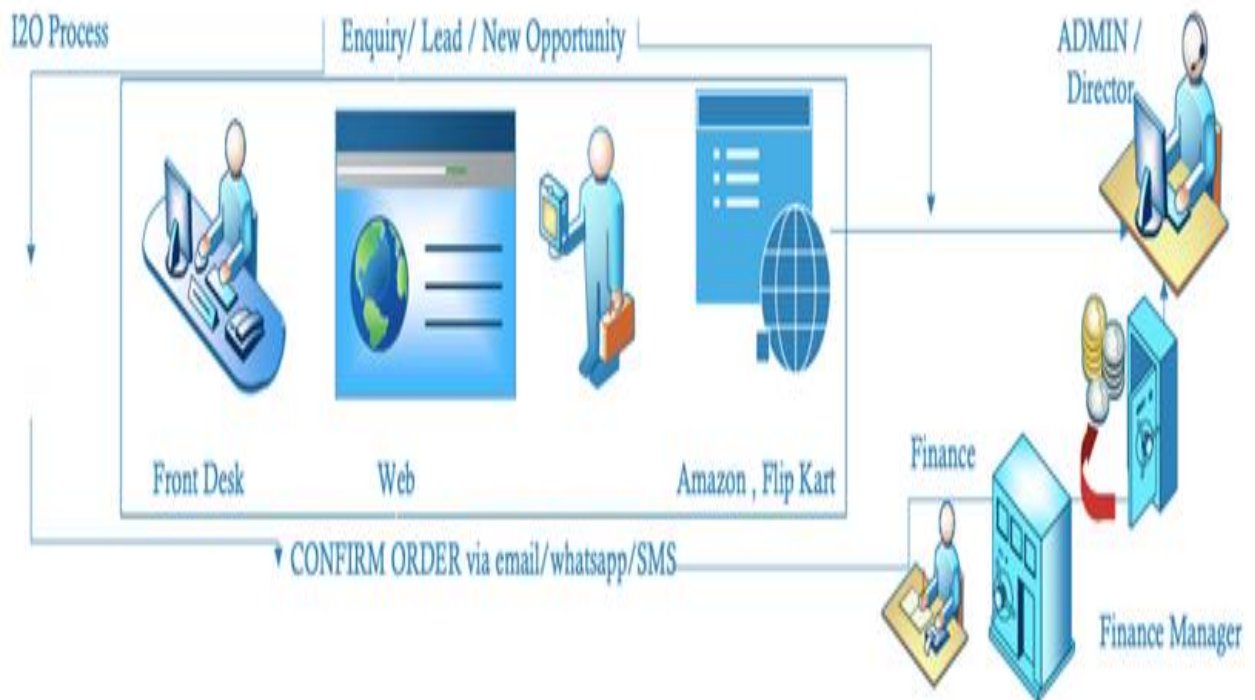 I2O Process
Enquiry/ Lead / New Opportunity
ADMIN /
Director
Front Desk
Web
Amazon , Flip Kart
Finance
CONFIRM ORDER via email/whatsapp/SMS
Finance Manager